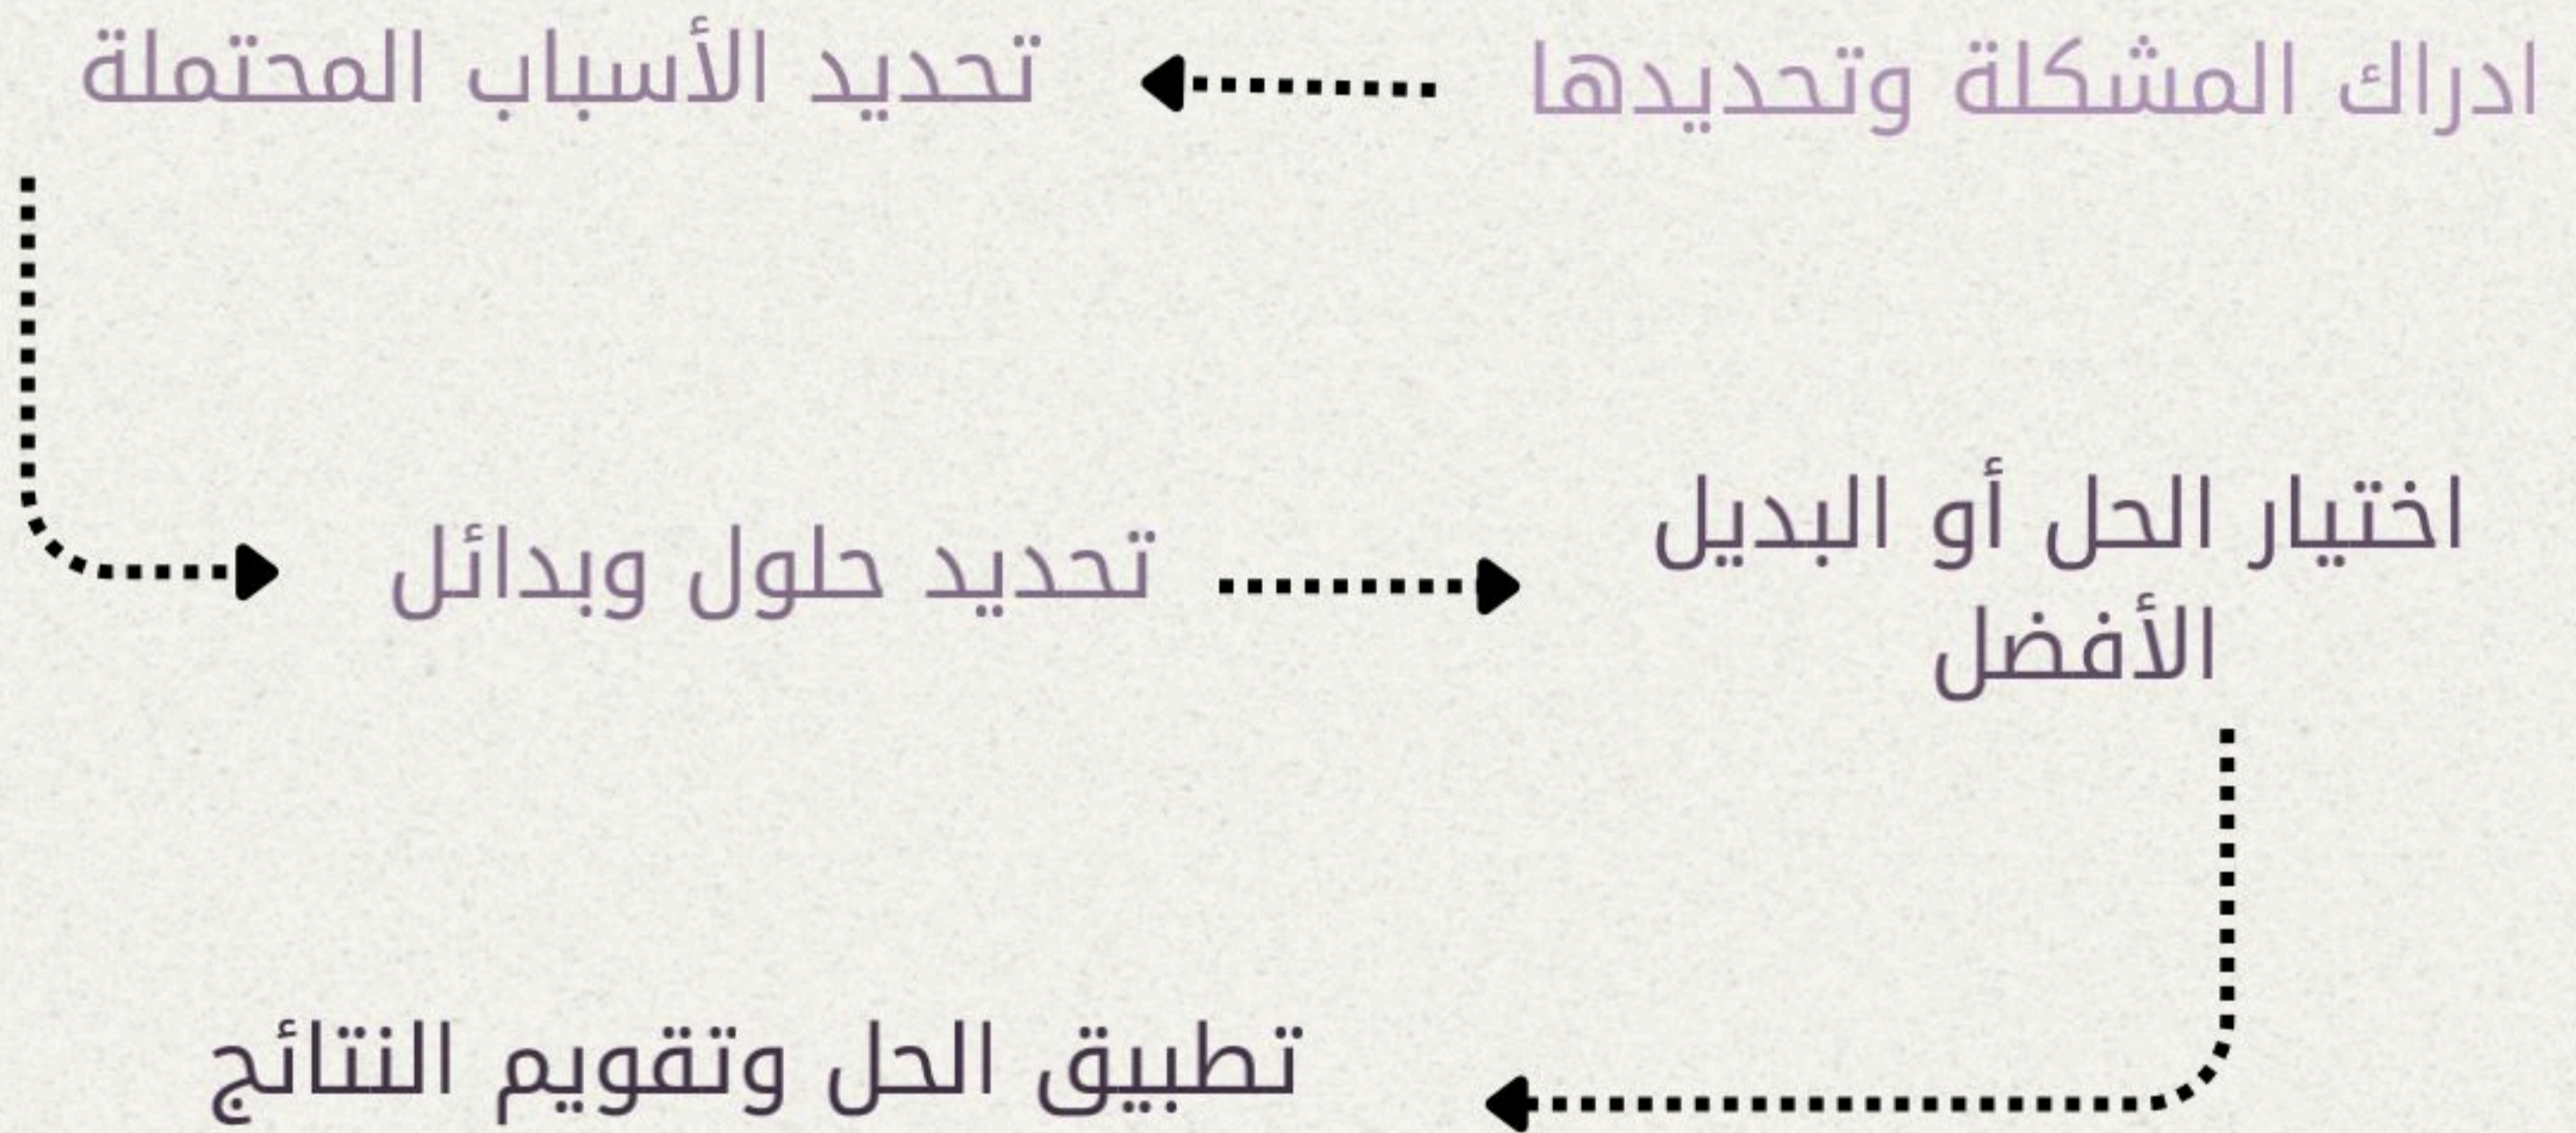 ادراك المشكلة وتحديدها
تحديد الأسباب المحتملة
تحديد حلول وبدائل
اختيار الحل أو البديل
الأفضل
تطبيق الحل وتقويم النتائج